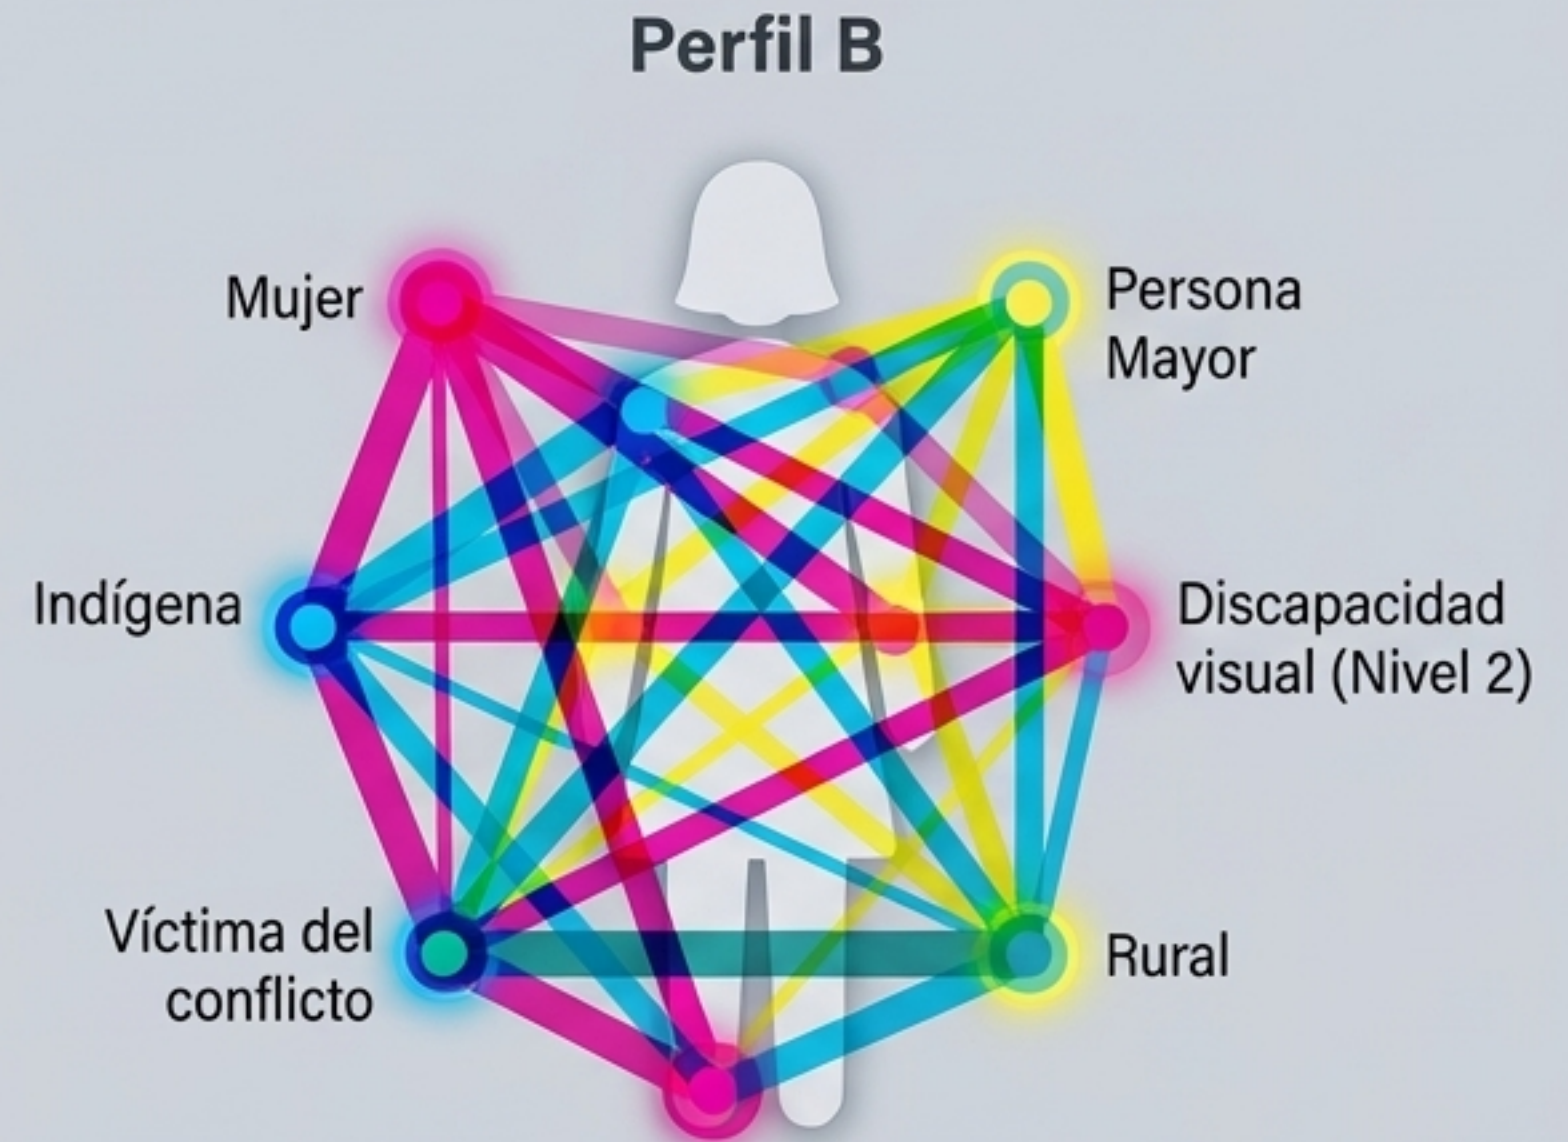 Perfil B
Mujer
Persona
Mayor
Indígena
Discapacidad
visual (Nivel 2)
Víctima del
conflicto
Rural